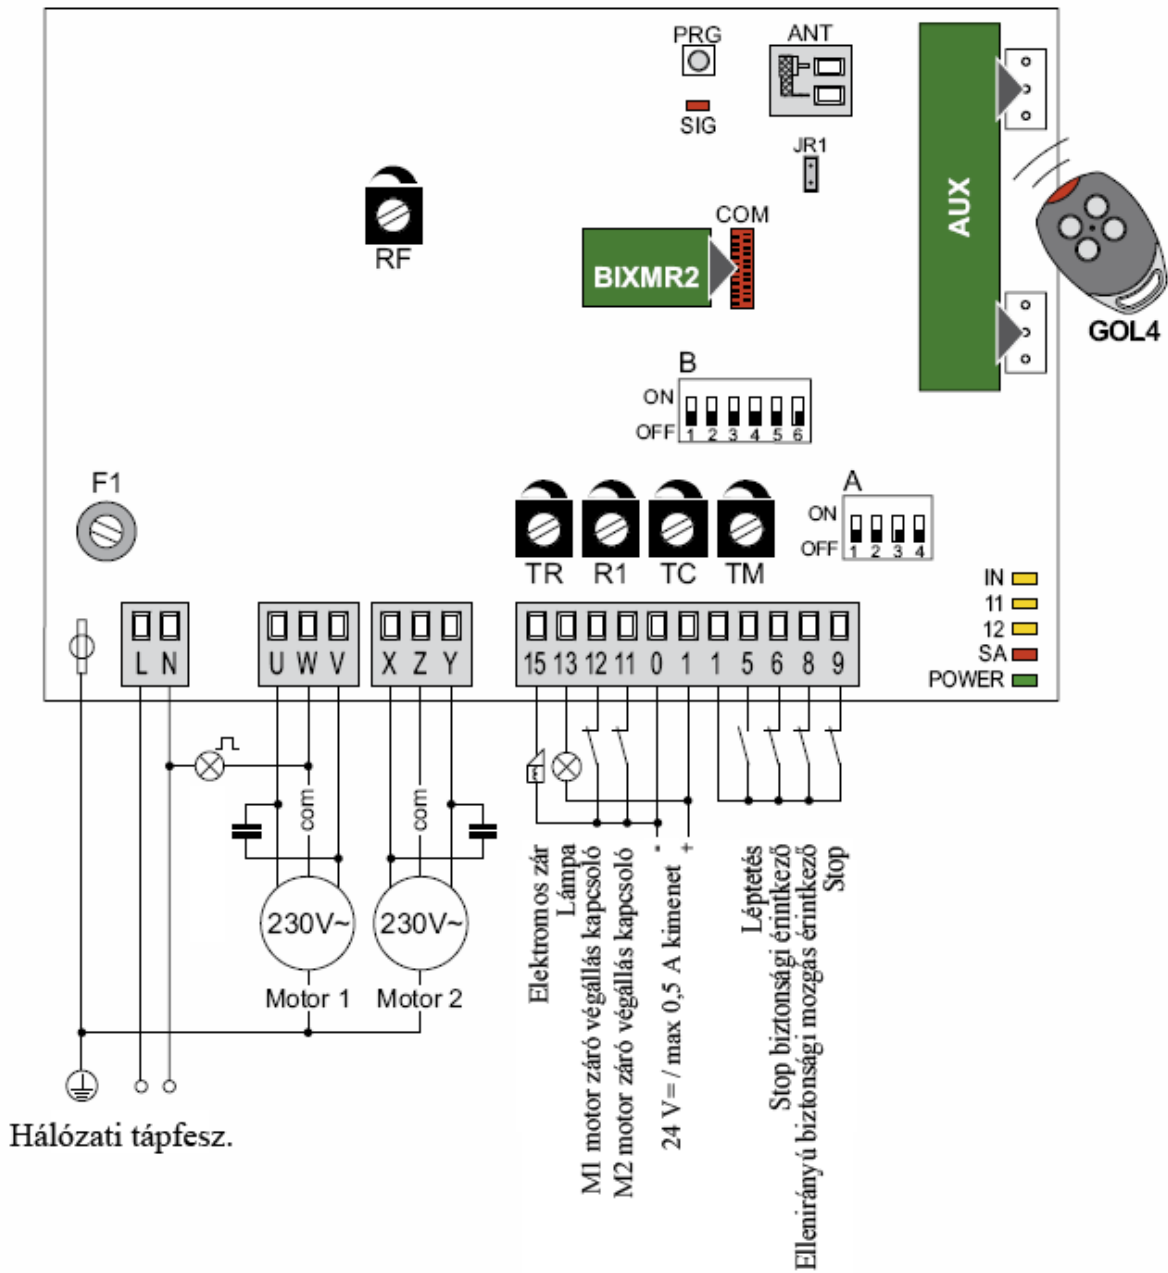 PRG
ANT
SIG
JR1
RF
COM
BIXMR2
AUX
GOL4
B
ON
OFF
1 2 3 4 5 6
F1
A
ON
OFF
1 2 3 4
TR R1 TC TM
IN
11
12
SA
POWER
L N
U W V
X Z Y
15 13 12 11 0 1 1 5 6 8 9
com
com
230V~
230V~
Motor 1
Motor 2
- +
Elektromos zár
Lámpa
M1 motor záró végállás kapcsoló
M2 motor záró végállás kapcsoló
24 V= / max 0,5 A kimenet
Léptetés
Stop biztonsági érintkező
Ellenirányú biztonsági mozgás érintkező
Stop
Hálózati tápfesz.